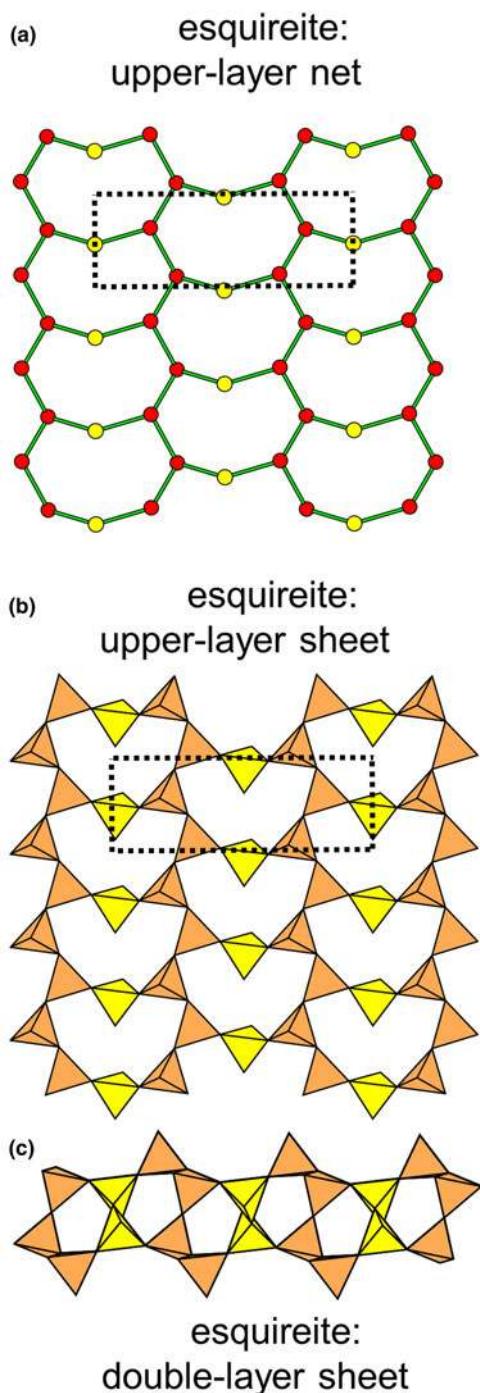 (a)
esquireite:
upper-layer net
(b)
esquireite:
upper-layer sheet
(c)
esquireite:
double-layer sheet